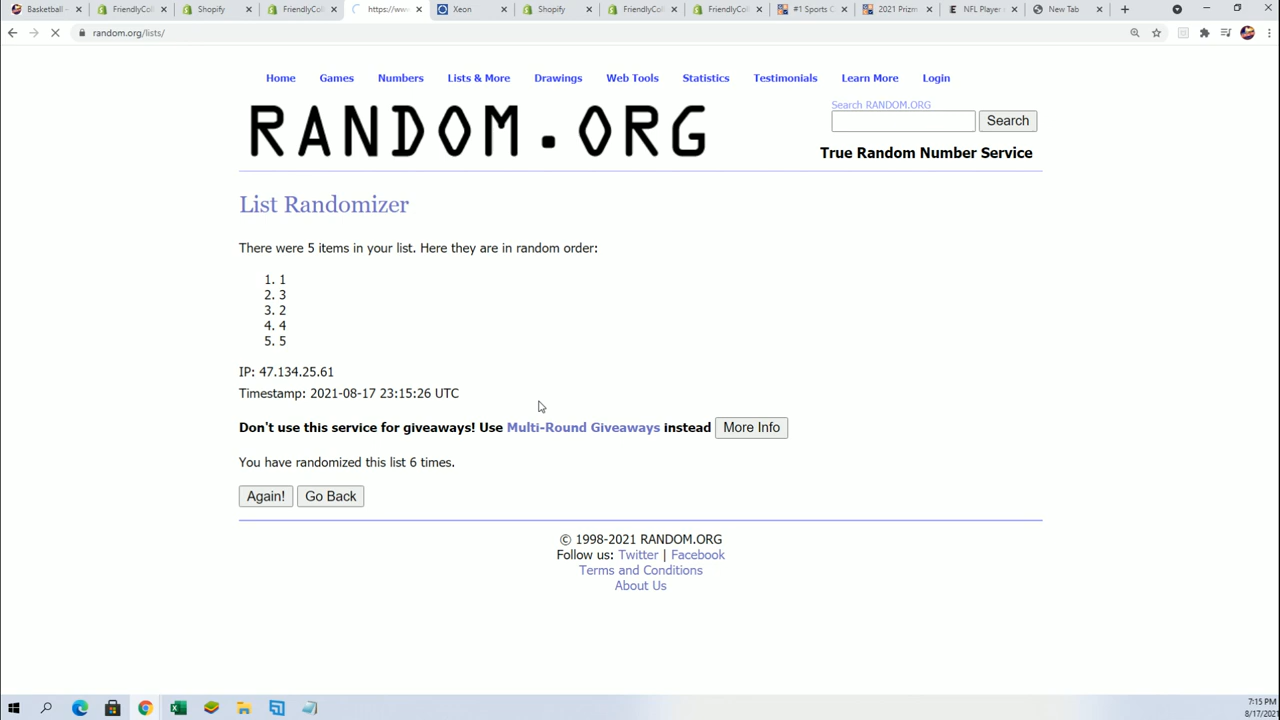 Basketball -
FriendlyColl
Shopify
FriendlyColl
https://ww
Xeon
Shopify
FriendlyColl
FriendlyColl
#1 Sports C
2021 Prizm
NFL Player
New Tab
random.org/lists/
Home Games Numbers Lists & More Drawings Web Tools Statistics Testimonials Learn More Login
RANDOM.ORG
Search RANDOM.ORG
Search
True Random Number Service
List Randomizer
There were 5 items in your list. Here they are in random order:
1. 1
2. 3
3. 2
4. 4
5. 5
IP: 47.134.25.61
Timestamp: 2021-08-17 23:15:26 UTC
Don't use this service for giveaways! Use Multi-Round Giveaways instead More Info
You have randomized this list 6 times.
Again! Go Back
© 1998-2021 RANDOM.ORG
Follow us: Twitter | Facebook
Terms and Conditions
About Us
7:15 PM
8/17/2021